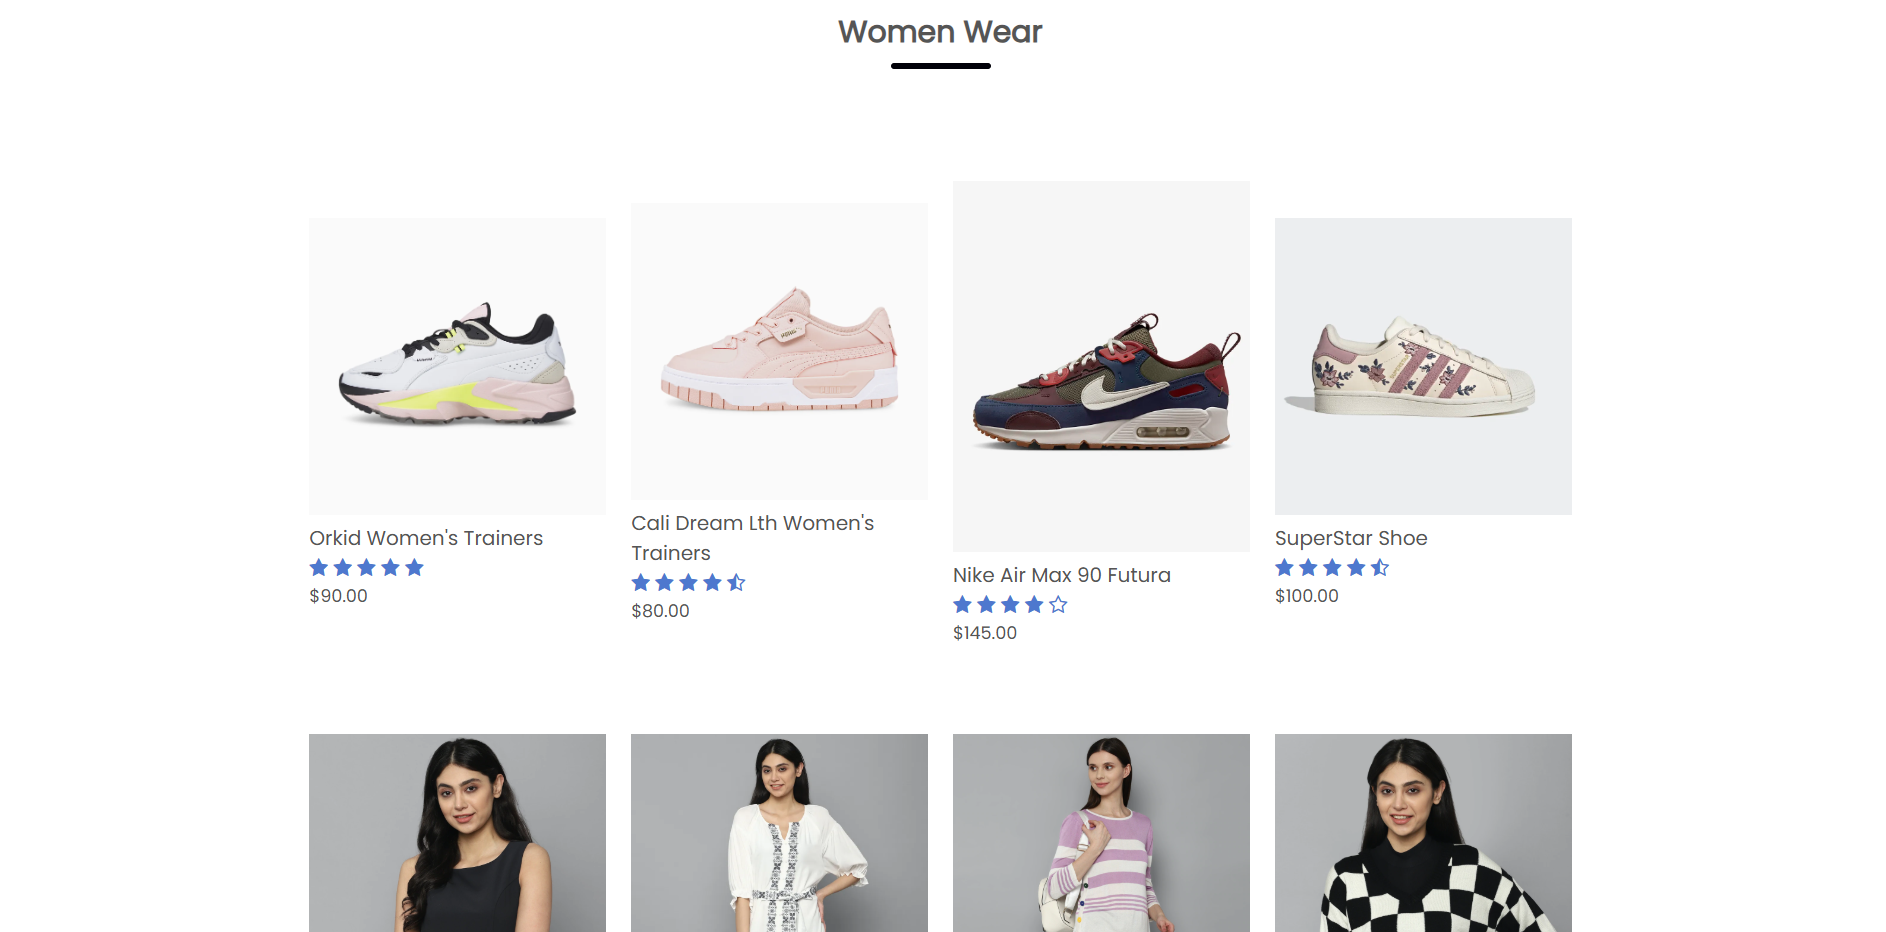 Women Wear
Orkid Women's Trainers
$90.00
Cali Dream Lth Women's
Trainers
$80.00
Nike Air Max 90 Futura
$145.00
SuperStar Shoe
$100.00